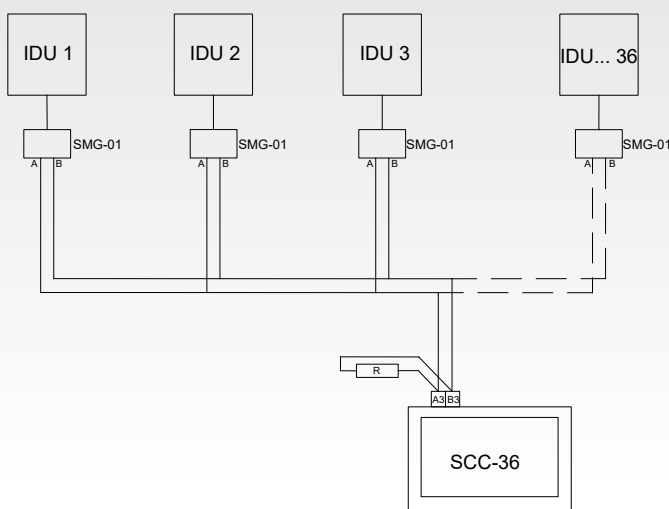 IDU 1
IDU 2
IDU 3
IDU... 36
SMG-01
SMG-01
SMG-01
SMG-01
A B
A B
A B
A B
R
A3 B3
SCC-36